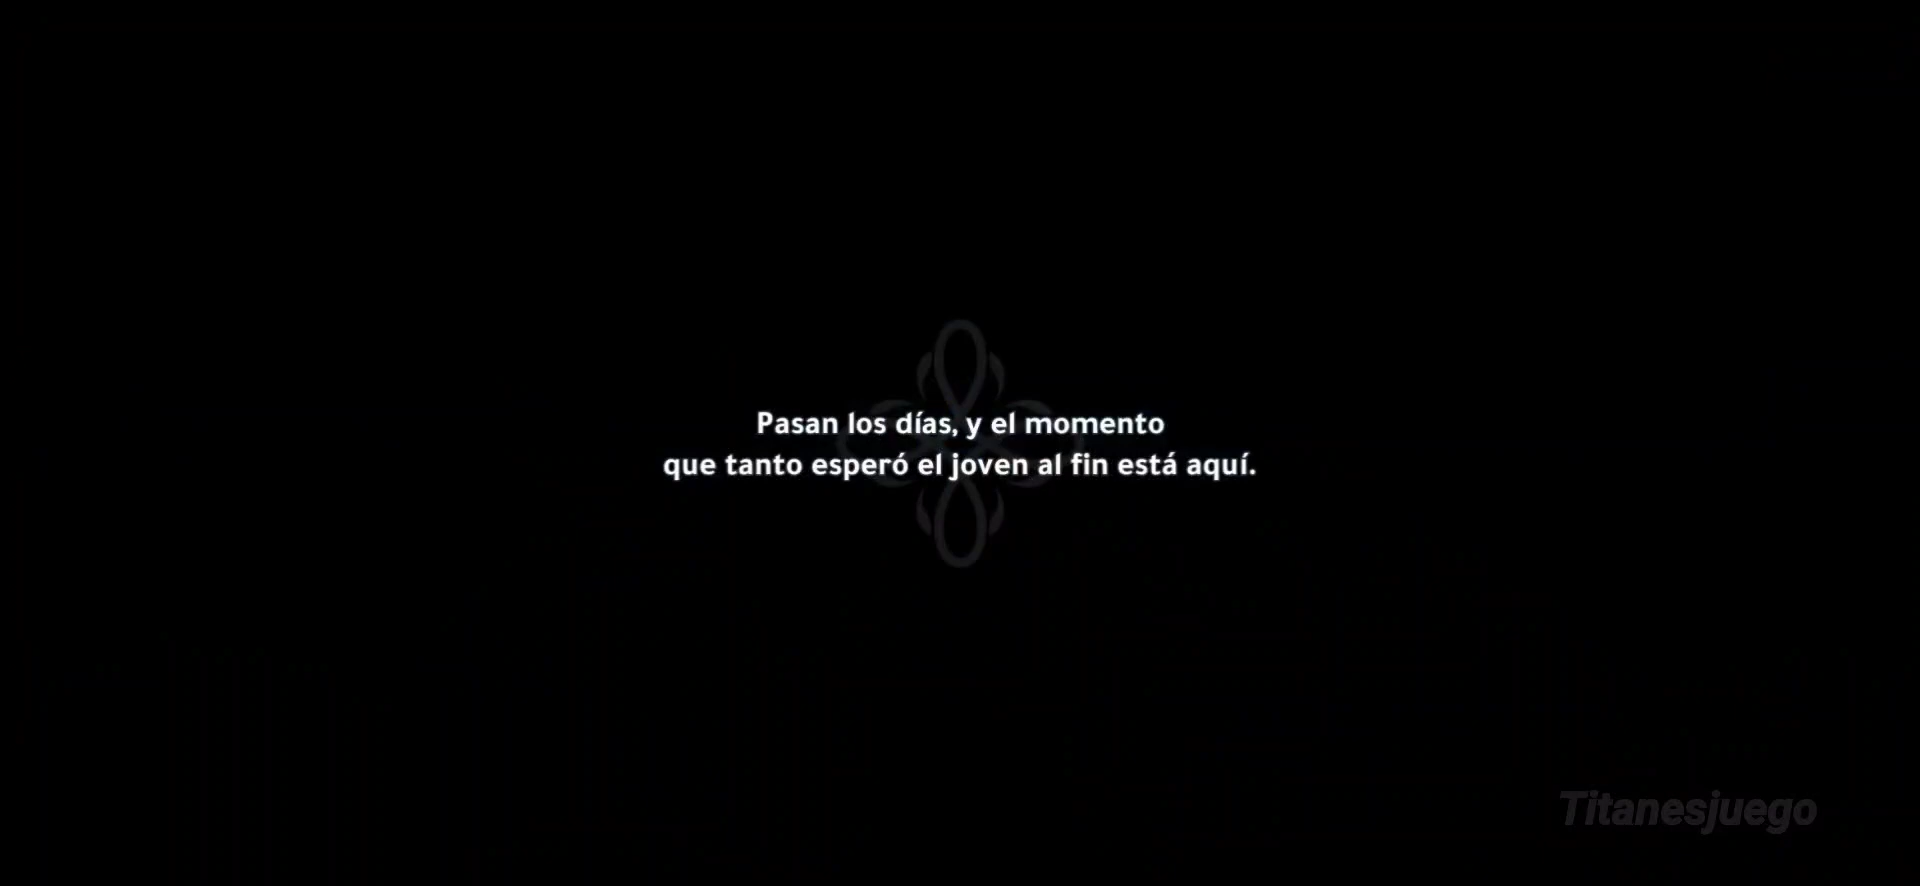 Pasan los días, y el momento
que tanto esperó el joven al fin está aquí.
Titanesjuego